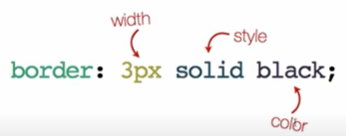 width
style
border: 3px solid black;
color